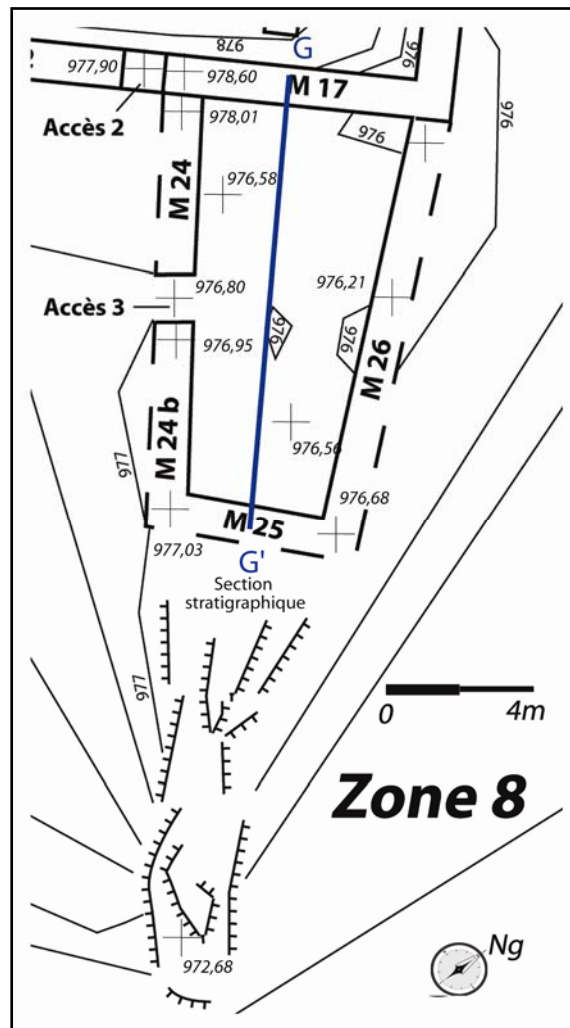 978
G
976
977,90
978,60
M 17
Accès 2
978,01
976
976
M 24
976,58
976,80
976,21
Accès 3
976
976
976,95
M 26
M 24 b
977
976,56
976,68
M 25
977,03
G'
Section
stratigraphique
977
0
4m
Zone 8
Ng
972,68